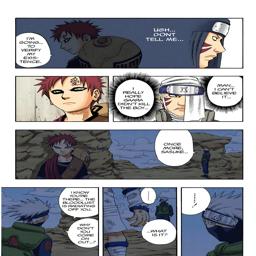 UGH...
DON'T
TELL
ME...
I'M
GOING...
TO
VERIFY
MY
EXIS-
TENCE.
I
REALLY
HOPE
GAARA
DIDN'T
KILL
THE
BOY...
MAN...
I CAN'T
BELIEVE
IT...
ONCE
MORE,
SASUKE...
I KNOW
YOU'RE
THERE...THE
BLOODLUST
IS RADIATING
OFF YOU.
WHY
DON'T
YOU
COME
ON
OUT...?
...WHAT
IS IT?